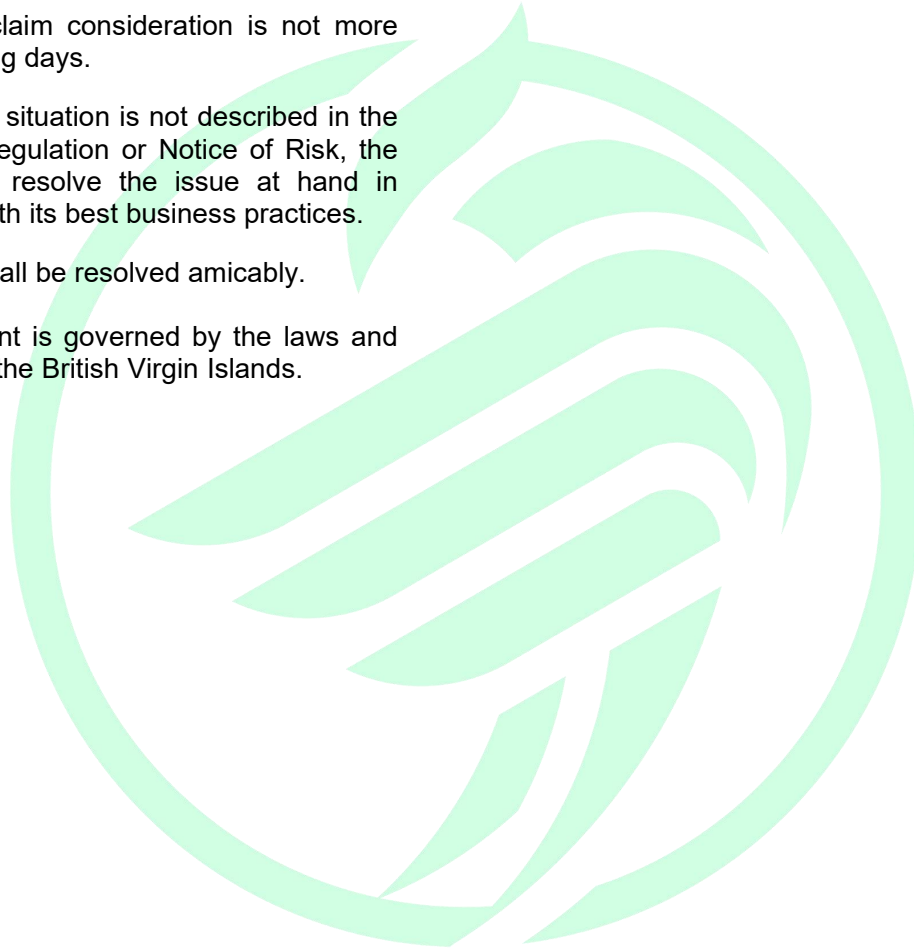 claim consideration is not more
g days.
situation is not described in the
egulation or Notice of Risk, the
resolve the issue at hand in
th its best business practices.
all be resolved amicably.
nt is governed by the laws and
the British Virgin Islands.